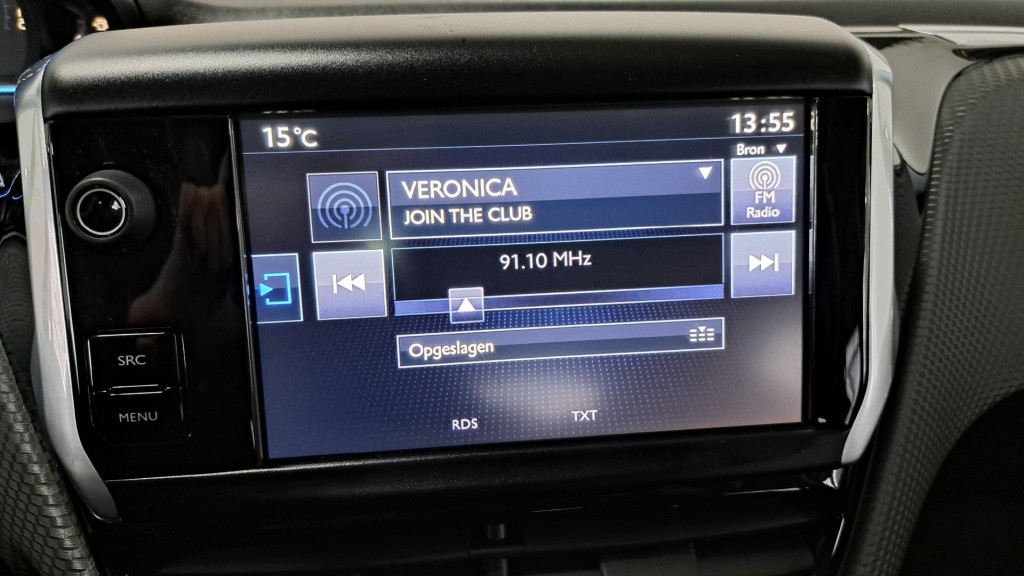 15°C
13:55
Bron
VERONICA
JOIN THE CLUB
FM
Radio
91.10 MHz
Opgeslagen
SRC
MENU
RDS
TXT